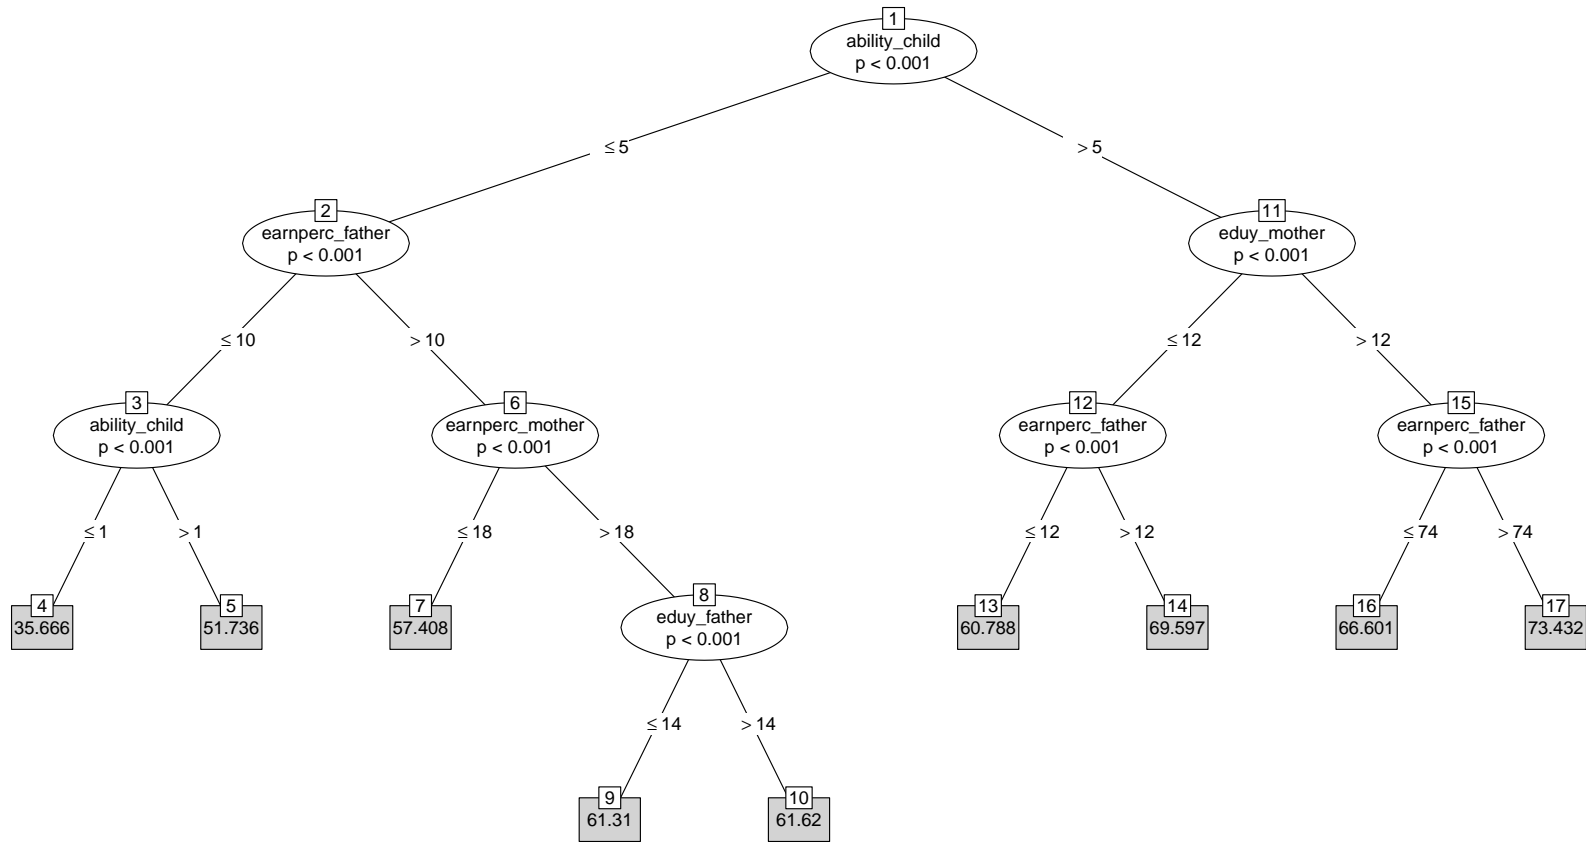 1
ability_child
p < 0.001
≤ 5
> 5
2
earnperc_father
p < 0.001
11
eduy_mother
p < 0.001
≤ 10
> 10
≤ 12
> 12
3
ability_child
p < 0.001
6
earnperc_mother
p < 0.001
12
earnperc_father
p < 0.001
15
earnperc_father
p < 0.001
≤ 1
> 1
≤ 18
> 18
≤ 12
> 12
≤ 74
> 74
4
35.666
5
51.736
7
57.408
8
eduy_father
p < 0.001
13
60.788
14
69.597
16
66.601
17
73.432
≤ 14
> 14
9
61.31
10
61.62